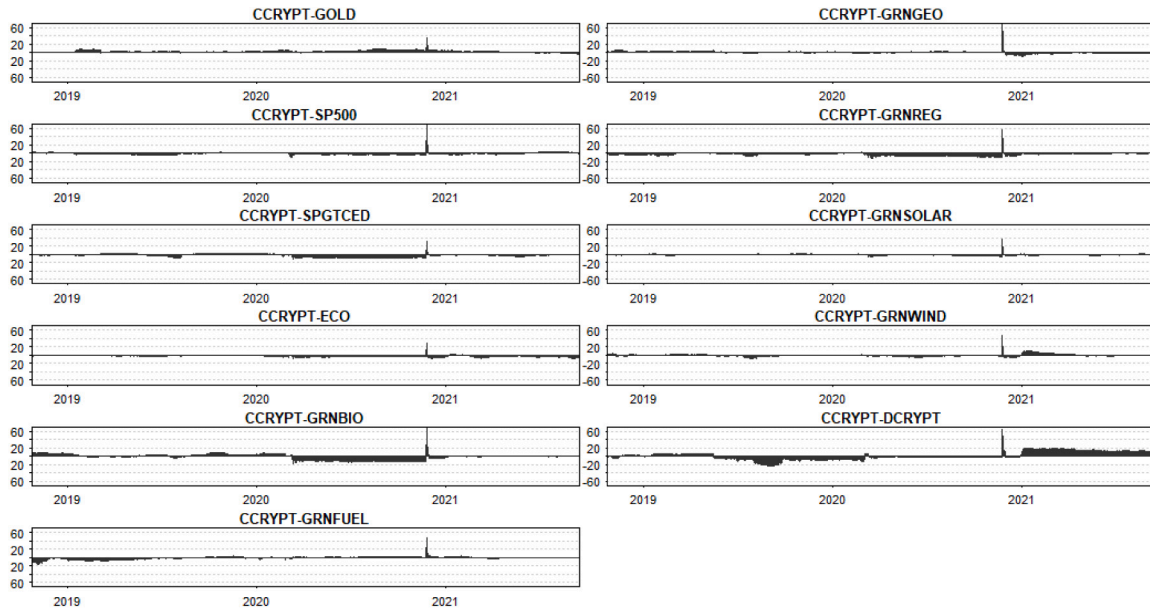 CCRYPT-GOLD
60
20
20
60
2019 2020 2021
CCRYPT-GRNGEO
60
20
-20
60
2019 2020 2021
CCRYPT-SP500
60
20
20
60
2019 2020 2021
CCRYPT-GRNREG
60
20
-20
-60
2019 2020 2021
CCRYPT-SPGTCED
60
20
20
60
2019 2020 2021
CCRYPT-GRNSOLAR
60
20
20
60
2019 2020 2021
CCRYPT-ECO
60
20
20
60
2019 2020 2021
CCRYPT-GRNWIND
60
20
-20
-60
2019 2020 2021
CCRYPT-GRNBIO
60
20
20
60
2019 2020 2021
CCRYPT-DCRYPT
60
20
-20
-60
2019 2020 2021
CCRYPT-GRNFUEL
60
20
20
60
2019 2020 2021